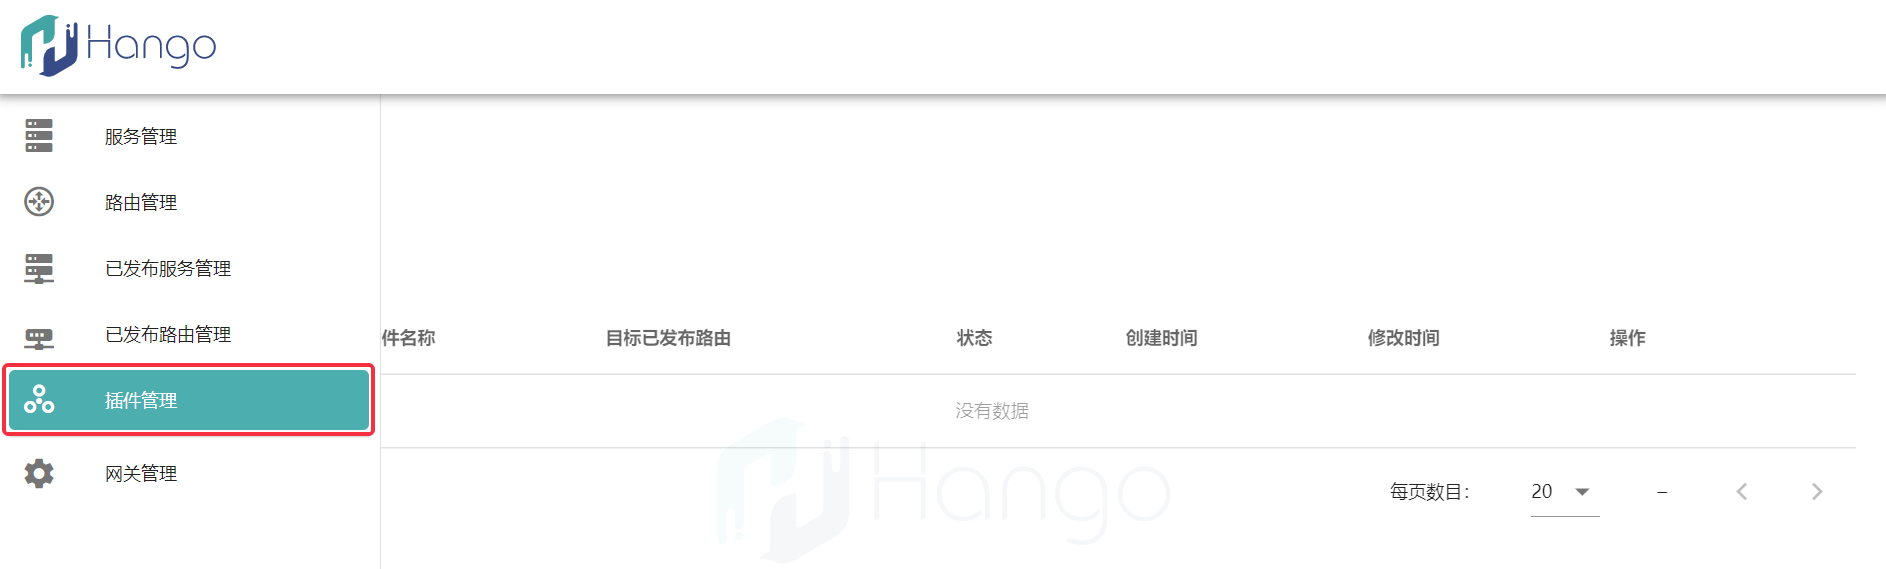 Hango
服务管理
路由管理
已发布服务管理
已发布路由管理
插件管理
网关管理
件名称 目标已发布路由 状态 创建时间 修改时间 操作
没有数据
Hango
每页数目: 20 –